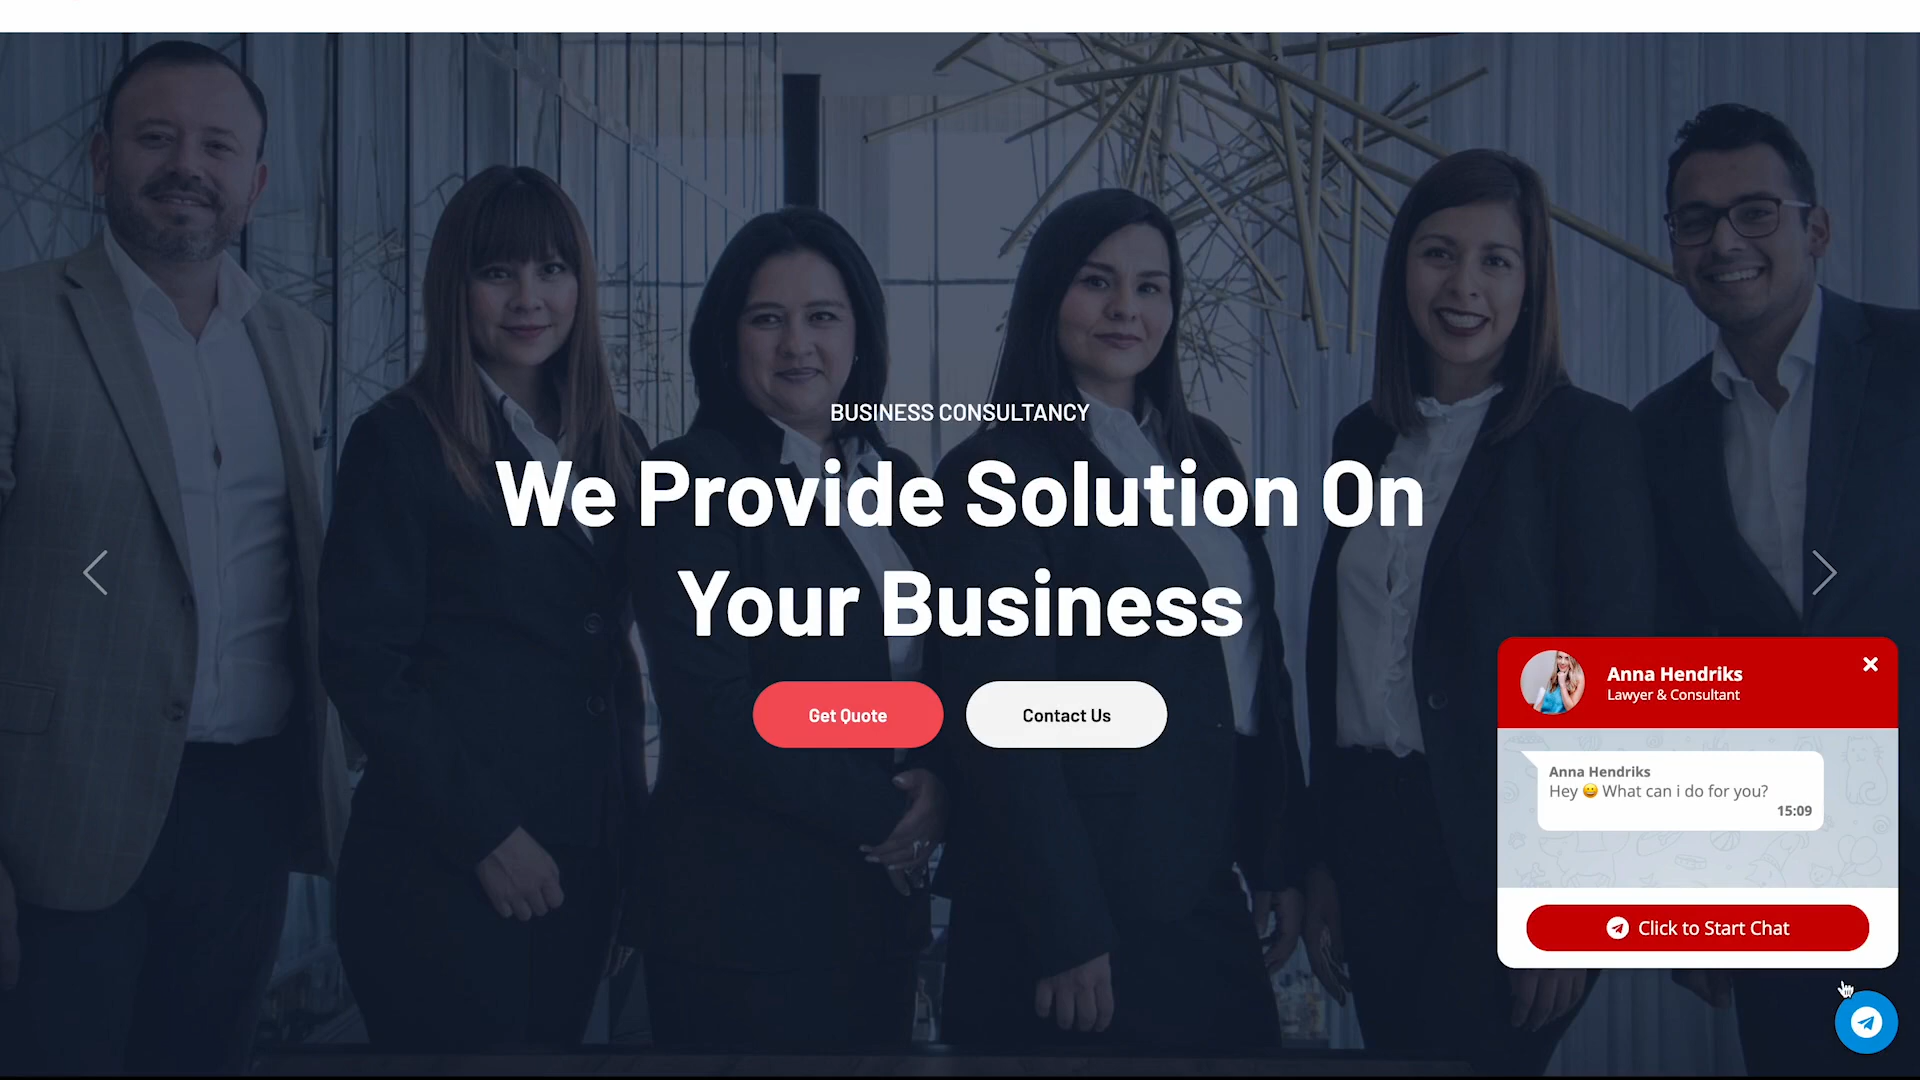 BUSINESS CONSULTANCY
We Provide Solution On
Your Business
Get Quote
Contact Us
Anna Hendriks
Lawyer & Consultant
Anna Hendriks
Hey 😀 What can i do for you?
15:09
Click to Start Chat